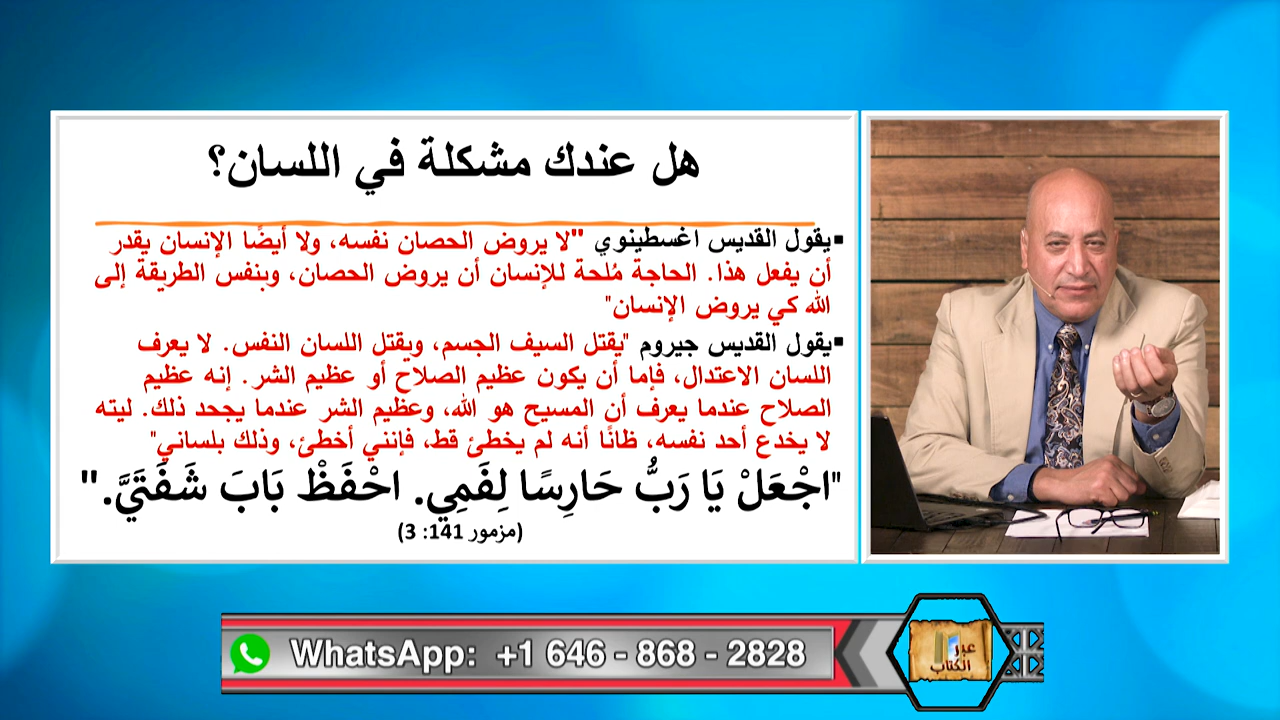 هل عندك مشكلة في اللسان؟
▪يقول القديس اغسطينوي "لا يروض الحصان نفسه، ولا أيضًا الإنسان يقدر
أن يفعل هذا. الحاجة مُلحة للإنسان أن يروض الحصان، وبنفس الطريقة إلى
الله كي يروض الإنسان"
▪يقول القديس جيروم "يقتل السيف الجسم، ويقتل اللسان النفس. لا يعرف
اللسان الاعتدال، فإما أن يكون عظيم الصلاح أو عظيم الشر. إنه عظيم
الصلاح عندما يعرف أن المسيح هو الله، وعظيم الشر عندما يجحد ذلك. ليته
لا يخدع أحد نفسه، ظانًا أنه لم يخطئ قط، فإنني أخطئ، وذلك بلساني"
"اجْعَلْ يَا رَبُّ حَارِسًا لِفَمِي. احْفَظْ بَابَ شَفَتَيَّ."
(مزمور 141: 3)
WhatsApp: +1 646 - 868 - 2828
عبر
الكتاب